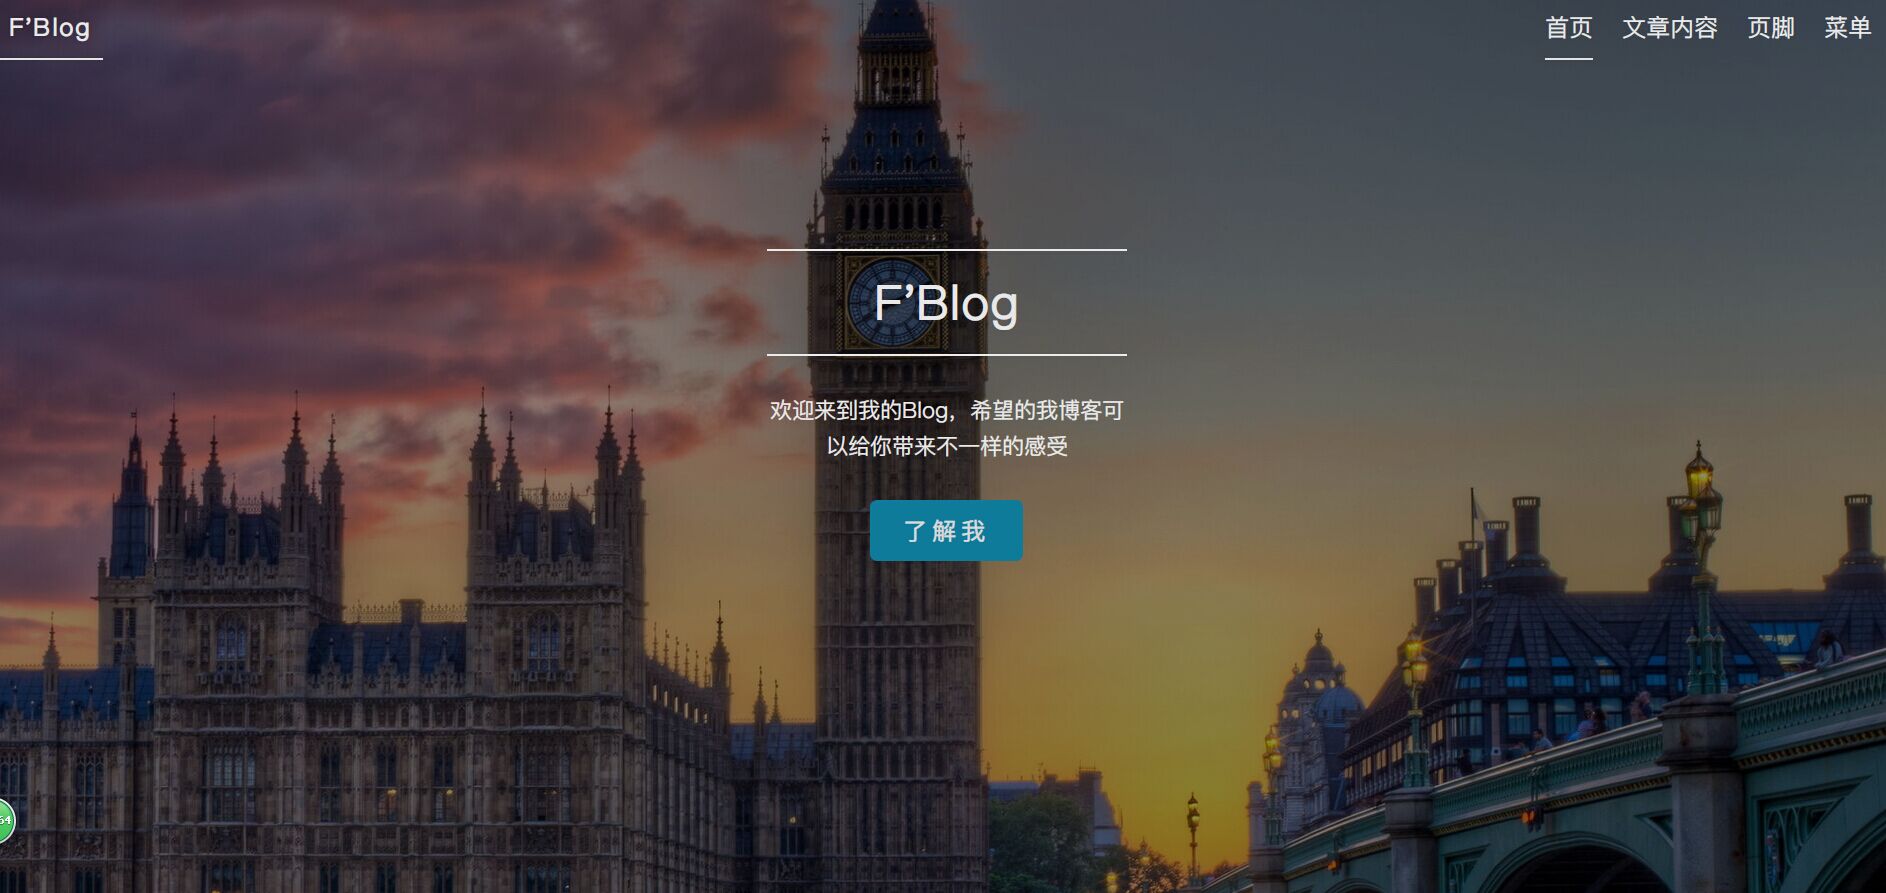 F’Blog
首页 文章内容 页脚 菜单
F’Blog
欢迎来到我的Blog，希望的我博客可
以给你带来不一样的感受
了解我
64